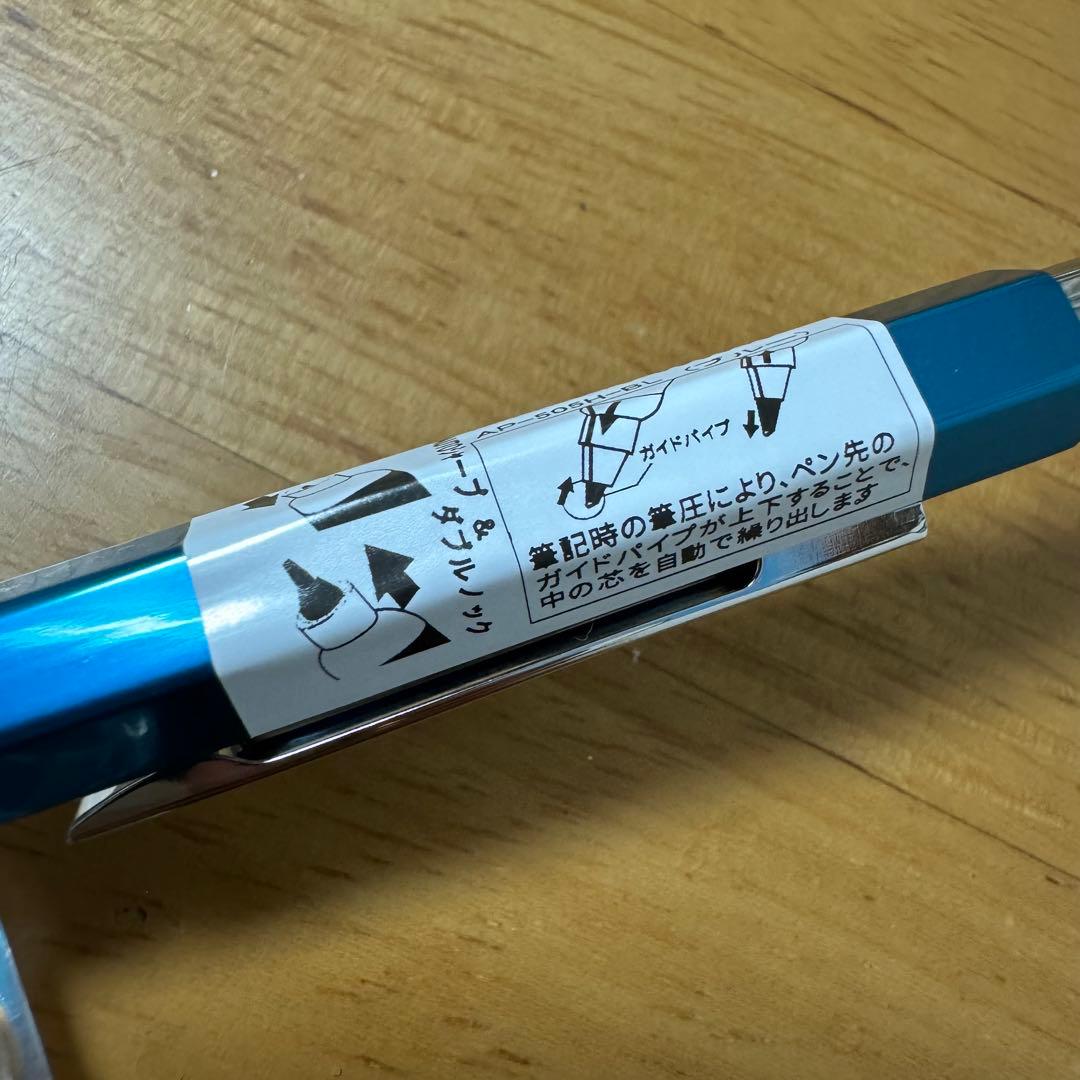 AP-505H-BL
ガイドパイプ
筆記時の筆圧により、ペン先の
ガイドパイプが上下することで、
中の芯を自動で繰り出します
&
ダブルノック